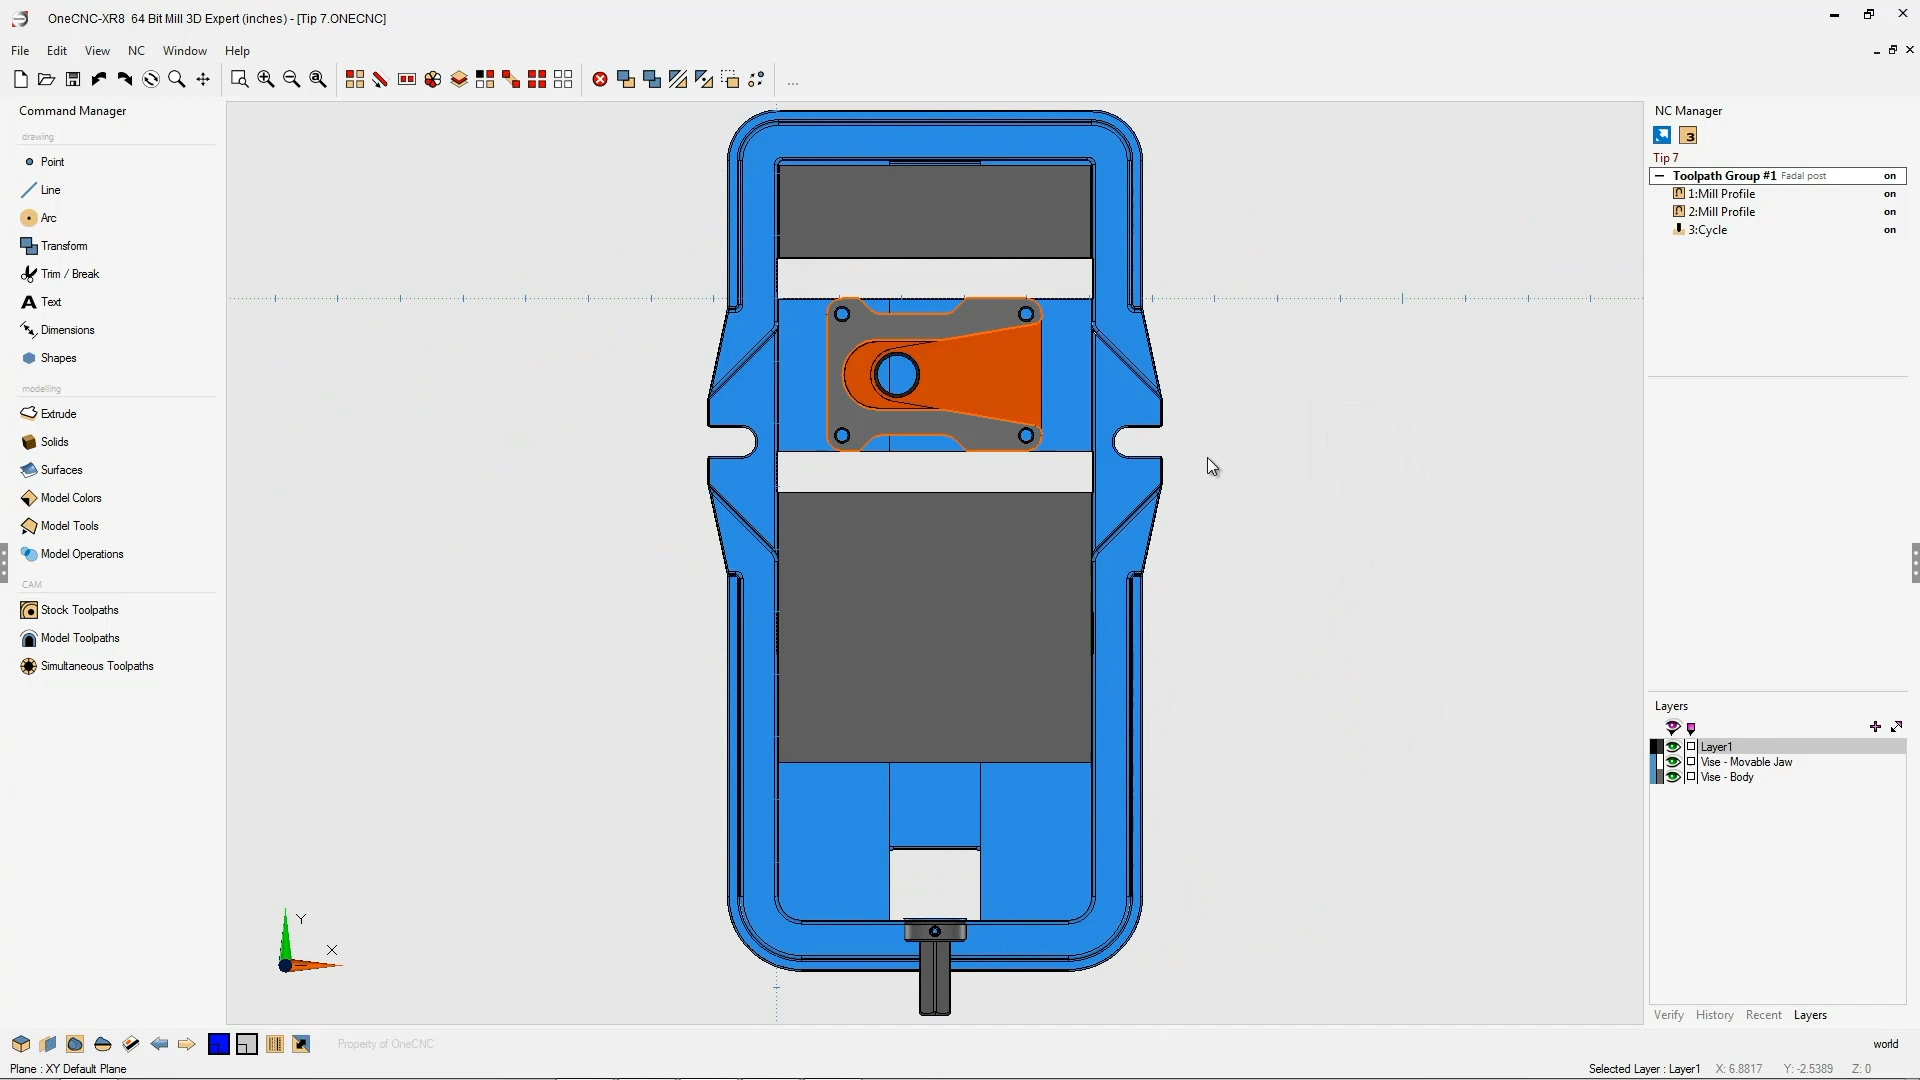 OneCNC-XR8  64 Bit Mill 3D Expert (inches) - [Tip 7.ONECNC]
File Edit View NC Window Help
...
Command Manager
drawing
Point
Line
Arc
Transform
Trim / Break
Text
Dimensions
Shapes
modelling
Extrude
Solids
Surfaces
Model Colors
Model Tools
Model Operations
CAM
Stock Toolpaths
Model Toolpaths
Simultaneous Toolpaths
Y
X
NC Manager
3
Tip 7
Toolpath Group #1 Fadal post on
1:Mill Profile on
2:Mill Profile on
3:Cycle on
Layers
Layer1
Vise - Movable Jaw
Vise - Body
Verify History Recent Layers
Property of OneCNC
world
Plane : XY Default Plane
Selected Layer : Layer1 X: 6.8817 Y:-2.5389 Z: 0